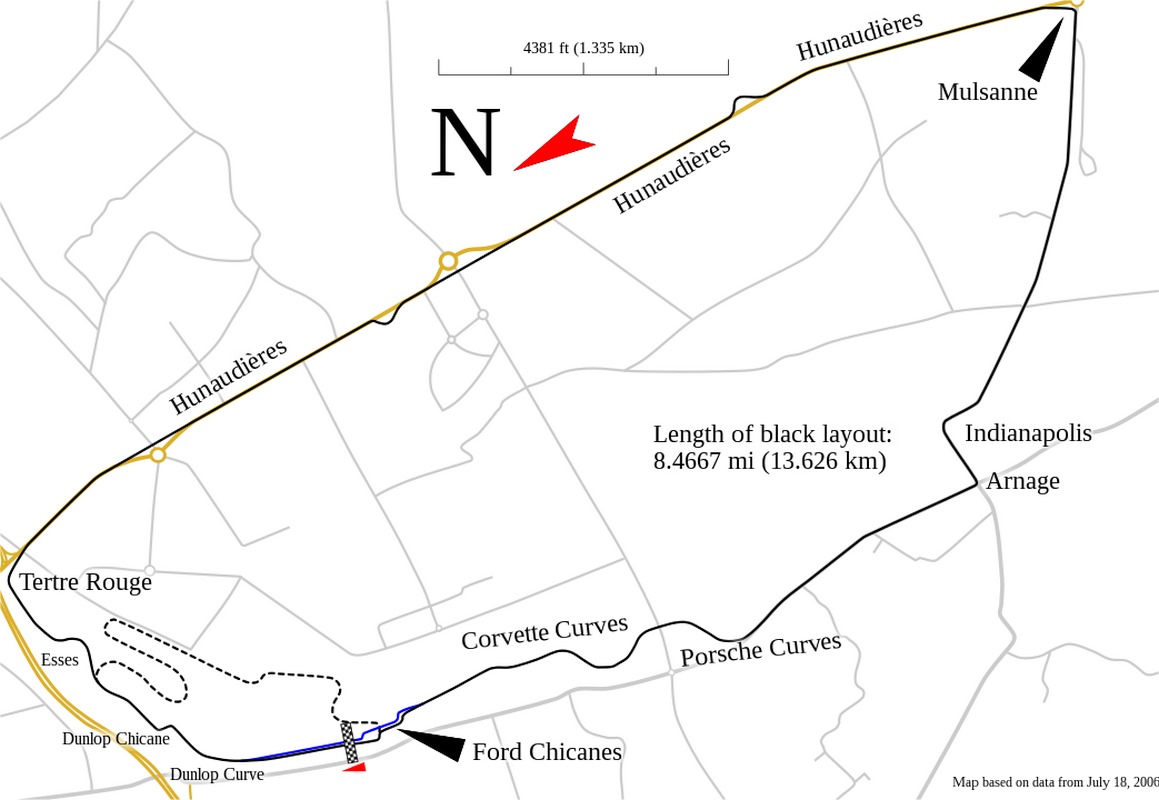 Hunaudières
4381 ft (1.335 km)
Mulsanne
N
Hunaudières
Hunaudières
Length of black layout:
8.4667 mi (13.626 km)
Indianapolis
Arnage
Tertre Rouge
Corvette Curves
Porsche Curves
Esses
Dunlop Chicane
Ford Chicanes
Dunlop Curve
Map based on data from July 18, 2006